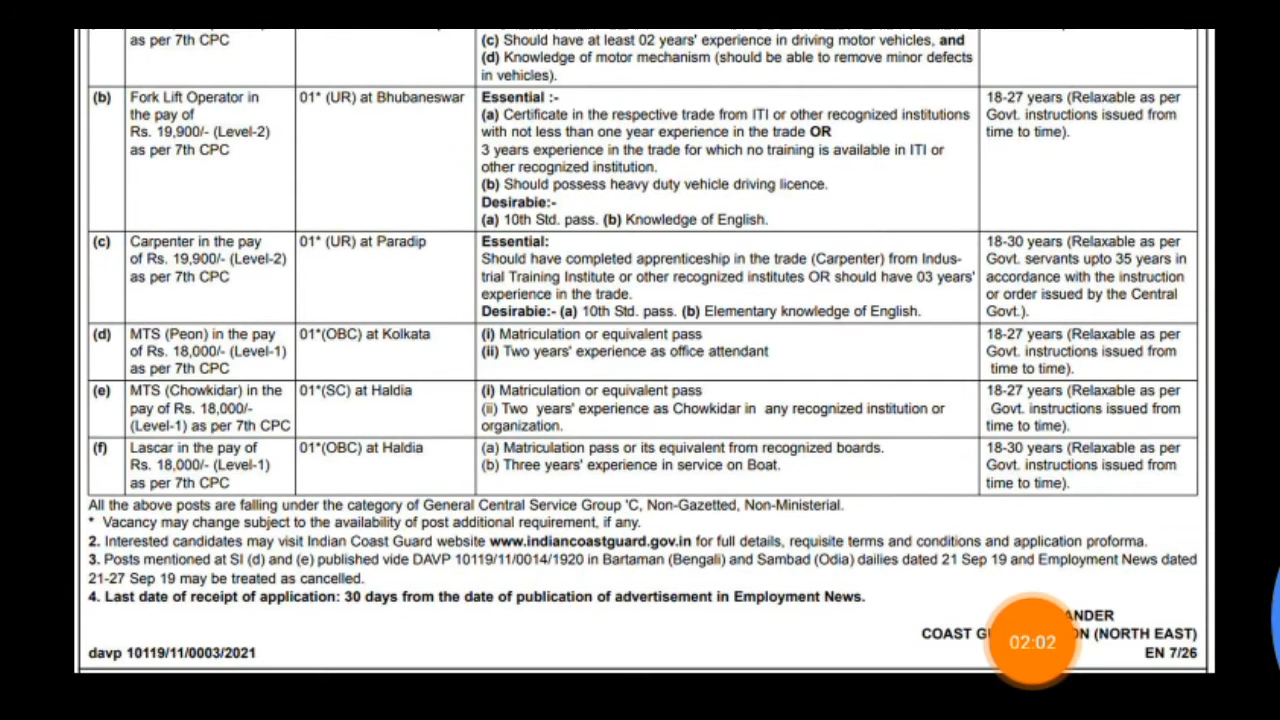 as per 7th CPC
(c) Should have at least 02 years' experience in driving motor vehicles, and
(d) Knowledge of motor mechanism (should be able to remove minor defects
in vehicles).
(b)
Fork Lift Operator in
the pay of
Rs. 19,900/- (Level-2)
as per 7th CPC
01* (UR) at Bhubaneswar
Essential :-
(a) Certificate in the respective trade from ITI or other recognized institutions
with not less than one year experience in the trade OR
3 years experience in the trade for which no training is available in ITI or
other recognized institution.
(b) Should possess heavy duty vehicle driving licence.
Desirable:-
(a) 10th Std. pass. (b) Knowledge of English.
18-27 years (Relaxable as per
Govt. instructions issued from
time to time).
(c)
Carpenter in the pay
of Rs. 19,900/- (Level-2)
as per 7th CPC
01* (UR) at Paradip
Essential:
Should have completed apprenticeship in the trade (Carpenter) from Indus-
trial Training Institute or other recognized institutes OR should have 03 years'
experience in the trade.
Desirable:- (a) 10th Std. pass. (b) Elementary knowledge of English.
18-30 years (Relaxable as per
Govt. servants upto 35 years in
accordance with the instruction
or order issued by the Central
Govt.).
(d)
MTS (Peon) in the pay
of Rs. 18,000/- (Level-1)
as per 7th CPC
01*(OBC) at Kolkata
(i) Matriculation or equivalent pass
(ii) Two years' experience as office attendant
18-27 years (Relaxable as per
Govt. instructions issued from
time to time).
(e)
MTS (Chowkidar) in the
pay of Rs. 18,000/-
(Level-1) as per 7th CPC
01*(SC) at Haldia
(i) Matriculation or equivalent pass
(ii) Two years' experience as Chowkidar in any recognized institution or
organization.
18-27 years (Relaxable as per
Govt. instructions issued from
time to time).
(f)
Lascar in the pay of
Rs. 18,000/- (Level-1)
as per 7th CPC
01*(OBC) at Haldia
(a) Matriculation pass or its equivalent from recognized boards.
(b) Three years' experience in service on Boat.
18-30 years (Relaxable as per
Govt. instructions issued from
time to time).
All the above posts are falling under the category of General Central Service Group 'C, Non-Gazetted, Non-Ministerial.
* Vacancy may change subject to the availability of post additional requirement, if any.
2. Interested candidates may visit Indian Coast Guard website www.indiancoastguard.gov.in for full details, requisite terms and conditions and application proforma.
3. Posts mentioned at SI (d) and (e) published vide DAVP 10119/11/0014/1920 in Bartaman (Bengali) and Sambad (Odia) dailies dated 21 Sep 19 and Employment News dated
21-27 Sep 19 may be treated as cancelled.
4. Last date of receipt of application: 30 days from the date of publication of advertisement in Employment News.
ANDER
COAST G ON (NORTH EAST)
02:02
davp 10119/11/0003/2021
EN 7/26